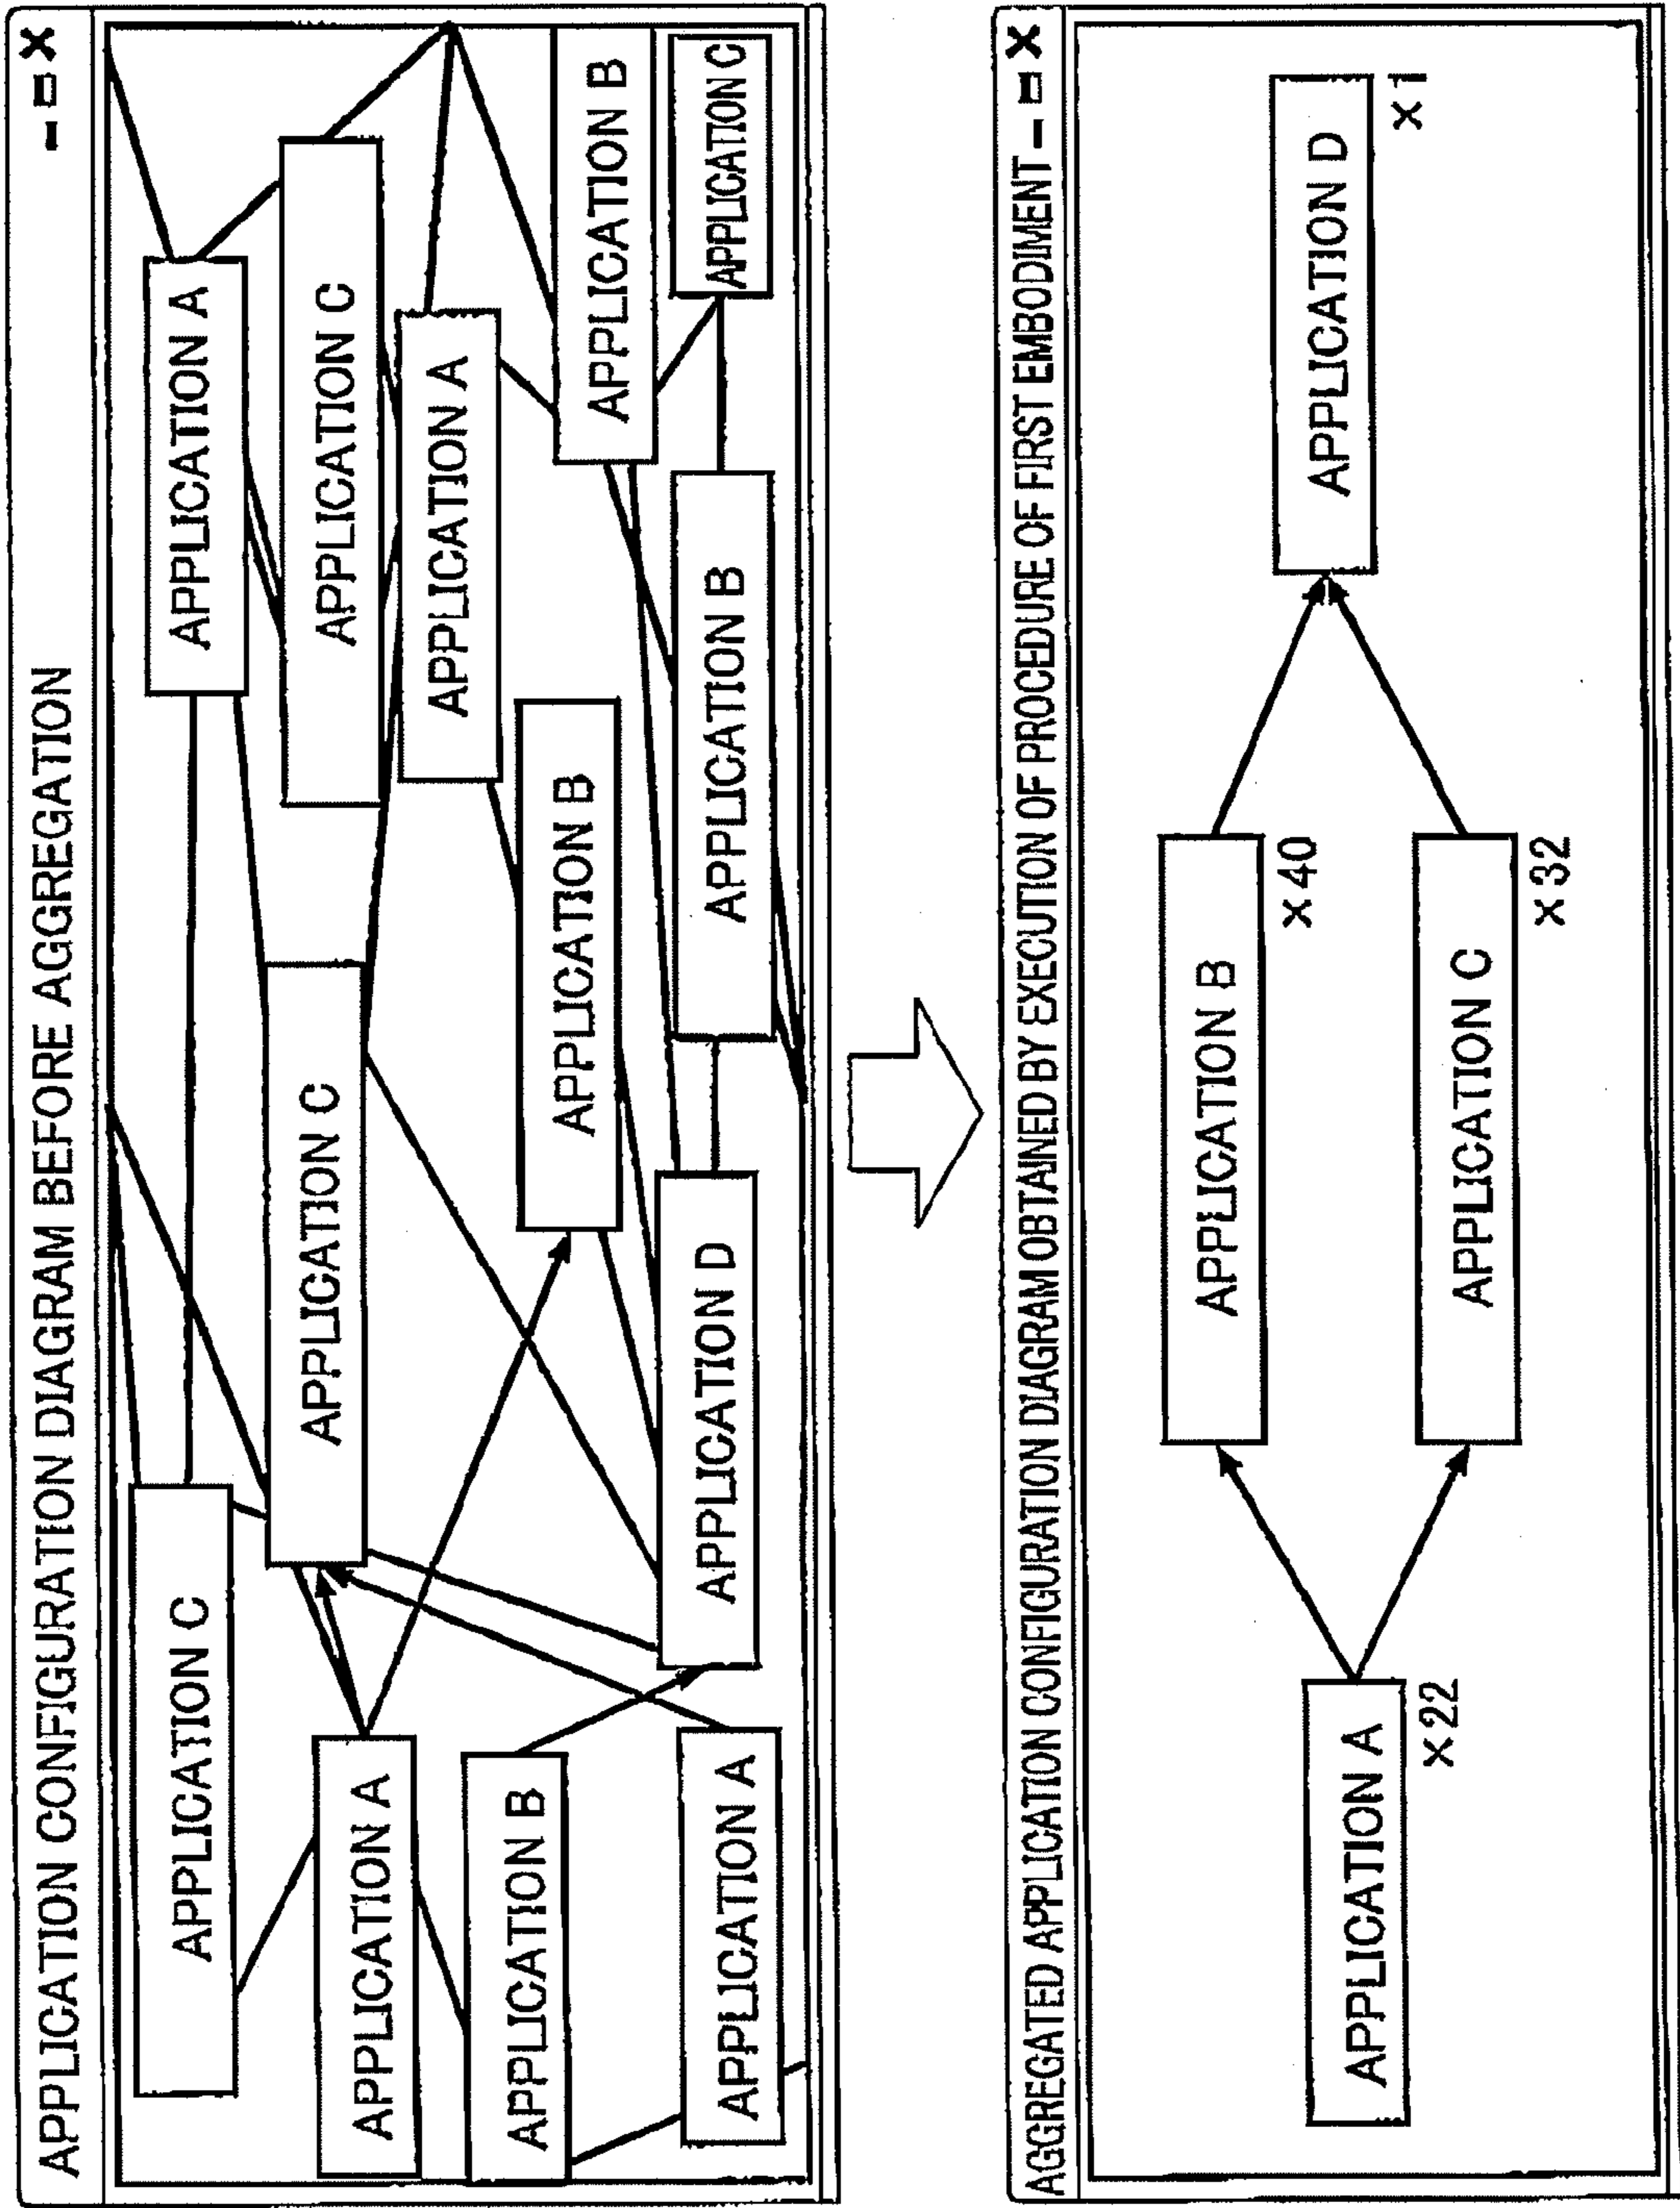 APPLICATION CONFIGURATION DIAGRAM BEFORE AGGREGATION
APPLICATION C
APPLICATION A
APPLICATION A
APPLICATION C
APPLICATION C
APPLICATION A
APPLICATION B
APPLICATION B
APPLICATION B
APPLICATION A
APPLICATION D
APPLICATION B
APPLICATION C
AGGREGATED APPLICATION CONFIGURATION DIAGRAM OBTAINED BY EXECUTION OF PROCEDURE OF FIRST EMBODIMENT
APPLICATION B
×40
APPLICATION A
×22
APPLICATION D
×1
APPLICATION C
×32